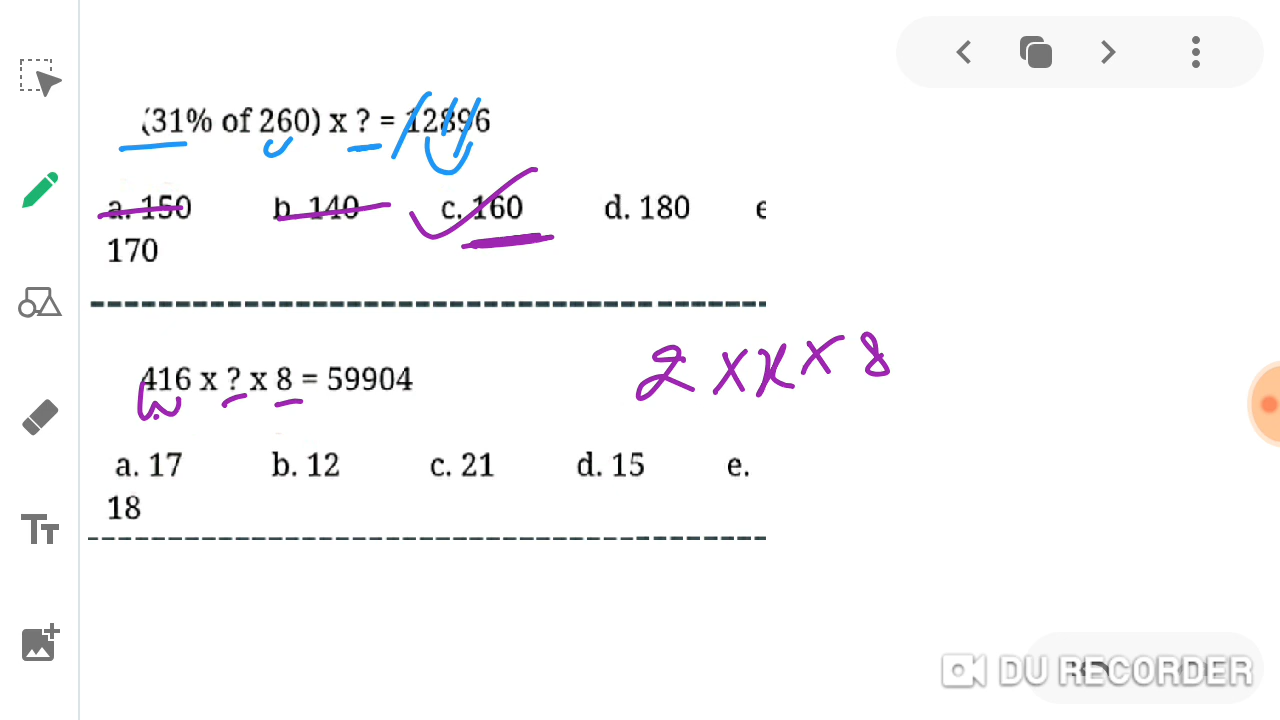 (31% of 260) x ? = 12896
a. 150 b. 140 c. 160 d. 180 e
170
416 x ? x 8 = 59904
2 x x x 8
a. 17 b. 12 c. 21 d. 15 e.
18
Tт
DU RECORDER